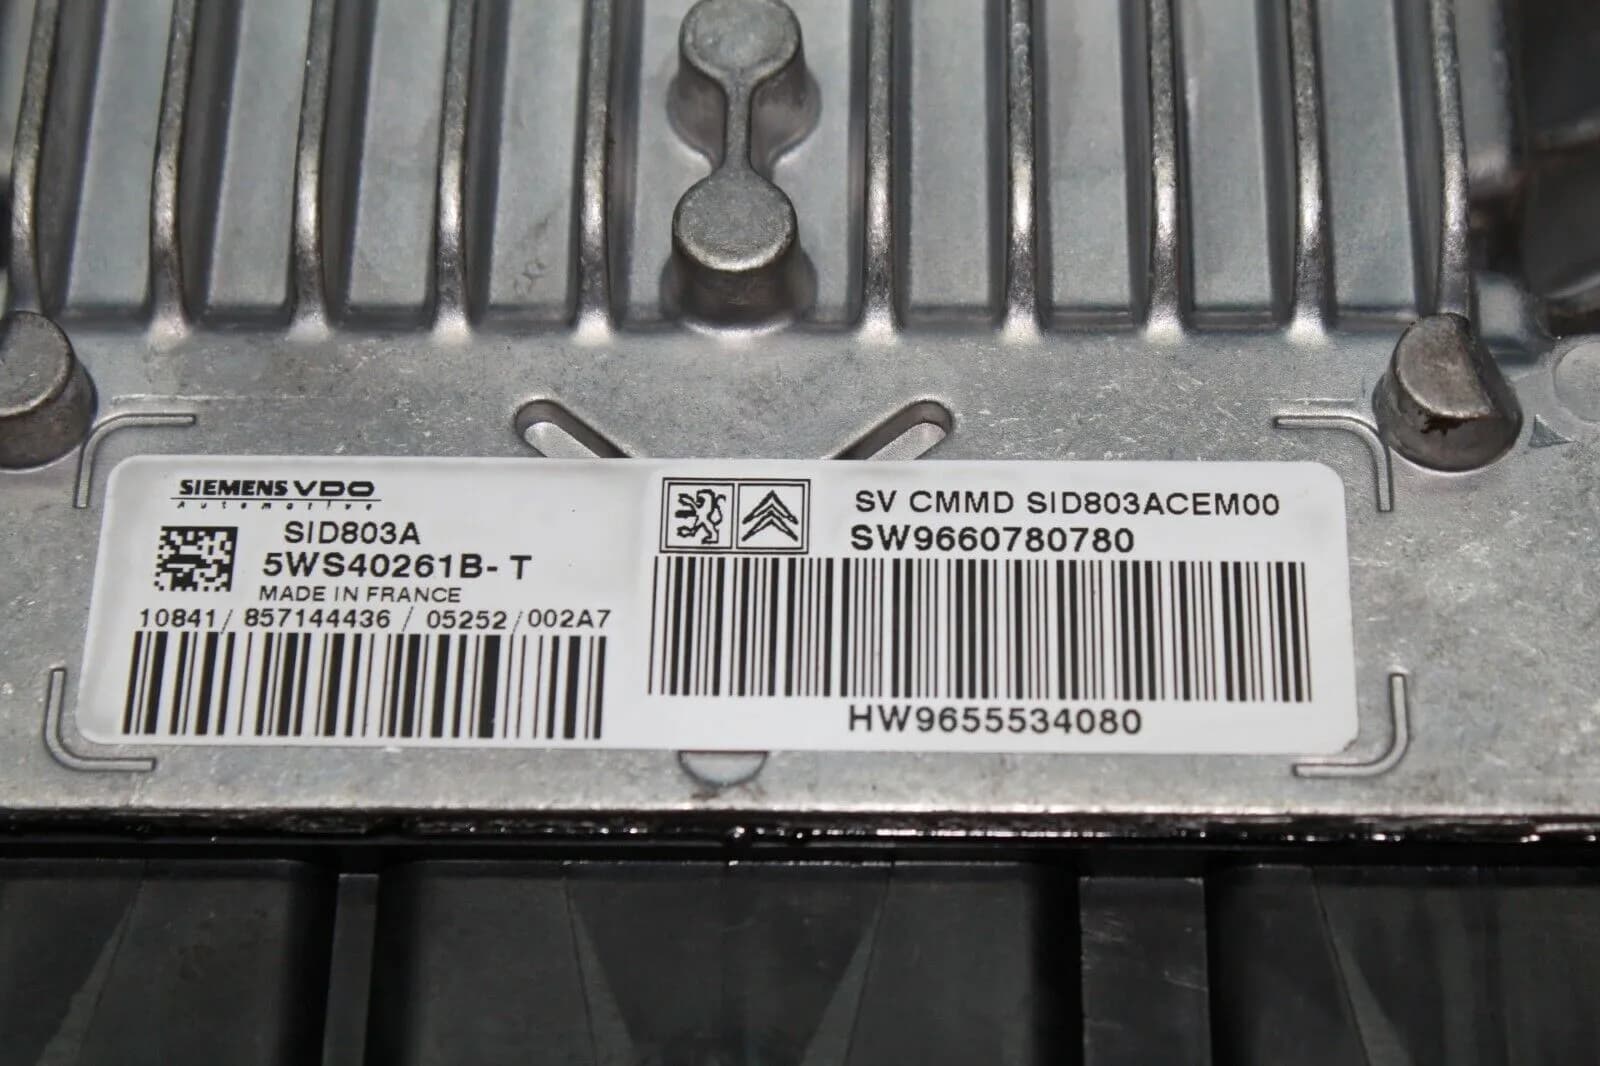 SIEMENS VDO
Automotive
SID803A
5WS40261B-T
MADE IN FRANCE
10841/ 857144436 / 05252/002A7
SV CMMD SID803ACEM00
SW9660780780
HW9655534080